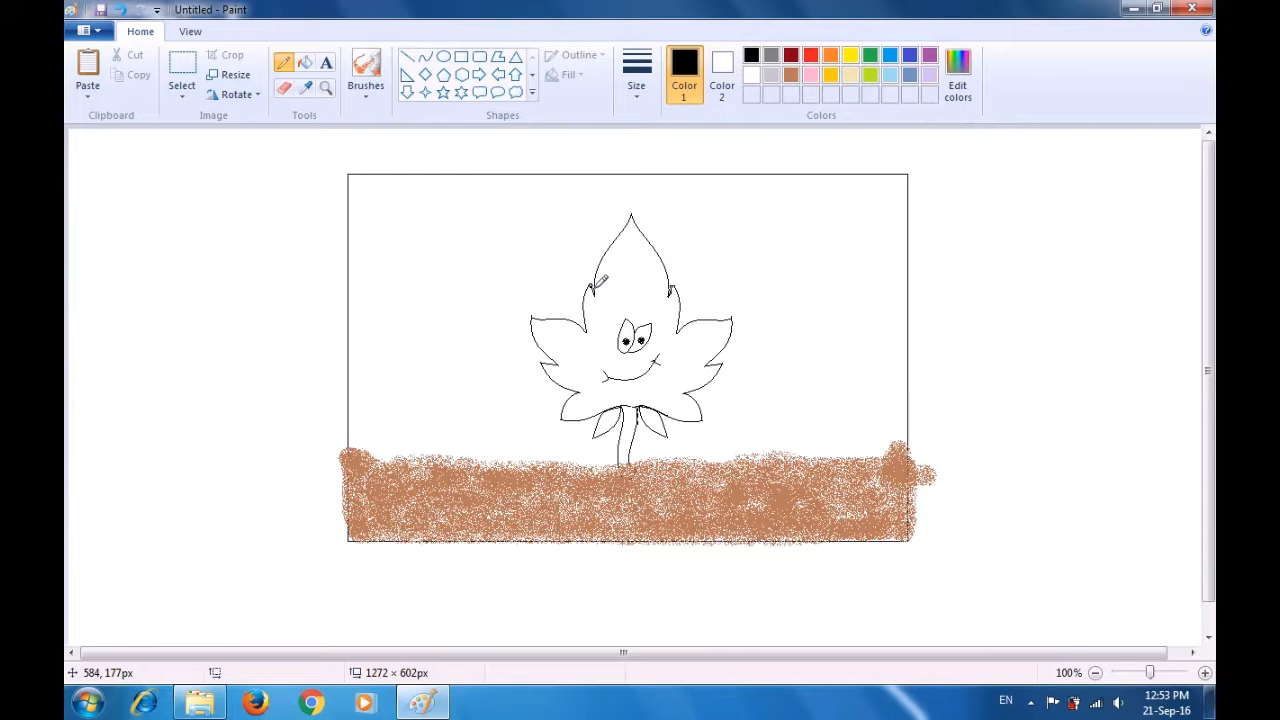 Untitled - Paint
Home View
Paste
Cut
Copy
Clipboard
Select
Crop
Resize
Rotate
Image
A
Tools
Brushes
Outline
Fill
Shapes
Size
Color 1
Color 2
Edit colors
Colors
584, 177px
1272 × 602px
100%
EN
12:53 PM
21-Sep-16